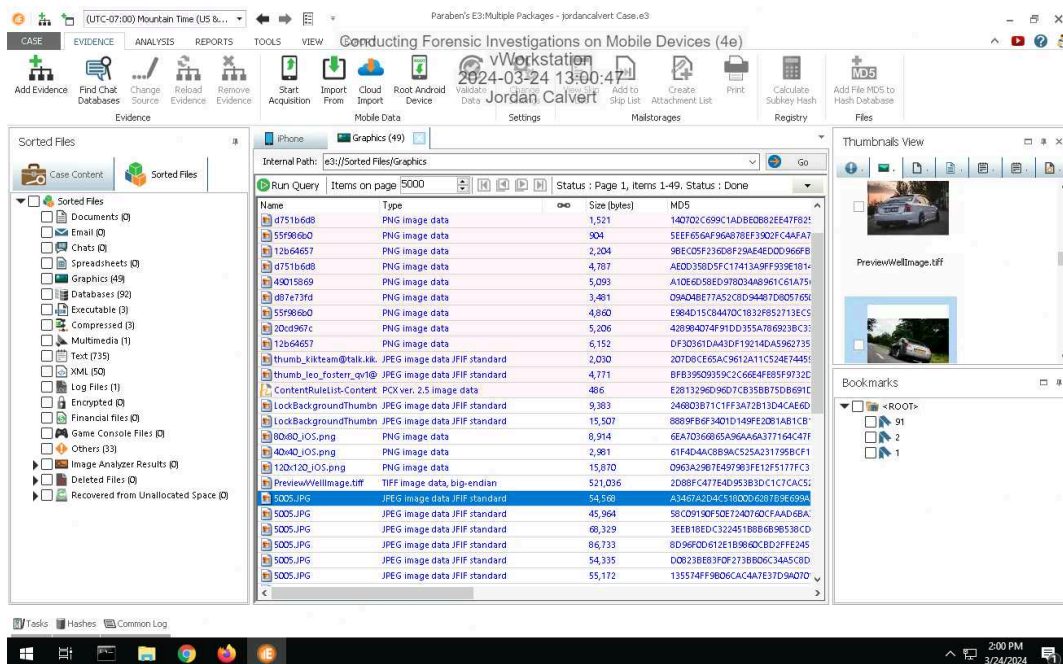 (UTC-07:00) Mountain Time (US &...
Paraben's E3:Multiple Packages - jordancalvert Case.e3
CASE EVIDENCE ANALYSIS REPORTS TOOLS VIEW
Conducting Forensic Investigations on Mobile Devices (4e)
vWorkstation
2024-03-24 13:00:47
Jordan Calvert
Add Evidence
Find Chat Databases
Change Source
Reload Evidence
Remove Evidence
Start Acquisition
Import From
Cloud Import
Root Android Device
Validate Data
Add to Skip List
Create Attachment List
Print
Calculate Subkey Hash
Add File MD5 to Hash Database
Evidence Mobile Data Settings Mailstorages Registry Files
Sorted Files
Case Content Sorted Files
Sorted Files
Documents (0)
Email (0)
Chats (0)
Spreadsheets (0)
Graphics (49)
Databases (92)
Executable (3)
Compressed (3)
Multimedia (1)
Text (735)
XML (50)
Log Files (1)
Encrypted (0)
Financial files (0)
Game Console Files (0)
Others (33)
Image Analyzer Results (0)
Deleted Files (0)
Recovered from Unallocated Space (0)
iPhone Graphics (49)
Internal Path: e3://Sorted Files/Graphics Go
Run Query Items on page 5000 Status : Page 1, items 1-49. Status : Done
Name Type Size (bytes) MD5
d751b6d8 PNG image data 1,521
55f986b0 PNG image data 904
12b64657 PNG image data 2,204
d751b6d8 PNG image data 4,787
49015869 PNG image data 5,093
d87e73fd PNG image data 3,481
55f986b0 PNG image data 4,860
20cd967c PNG image data 5,206
12b64657 PNG image data 6,152
thumb_kikteam@talk.kik. JPEG image data JFIF standard 2,030
thumb_leo_fosterr_qv1@ JPEG image data JFIF standard 4,771
ContentRuleList-Content PCX ver. 2.5 image data 486
LockBackgroundThumbn JPEG image data JFIF standard 9,383
LockBackgroundThumbn JPEG image data JFIF standard 15,507
80x80_iOS.png PNG image data 8,914
40x40_iOS.png PNG image data 2,981
120x120_iOS.png PNG image data 15,870
PreviewWellImage.tiff TIFF image data, big-endian 521,036
5005.JPG JPEG image data JFIF standard 54,568
5005.JPG JPEG image data JFIF standard 45,964
5005.JPG JPEG image data JFIF standard 68,329
5005.JPG JPEG image data JFIF standard 86,733
5005.JPG JPEG image data JFIF standard 54,335
5005.JPG JPEG image data JFIF standard 55,172
Thumbnails View
PreviewWellImage.tiff
Bookmarks
<ROOT>
91
2
1
Tasks Hashes Common Log
2:00 PM
3/24/2024